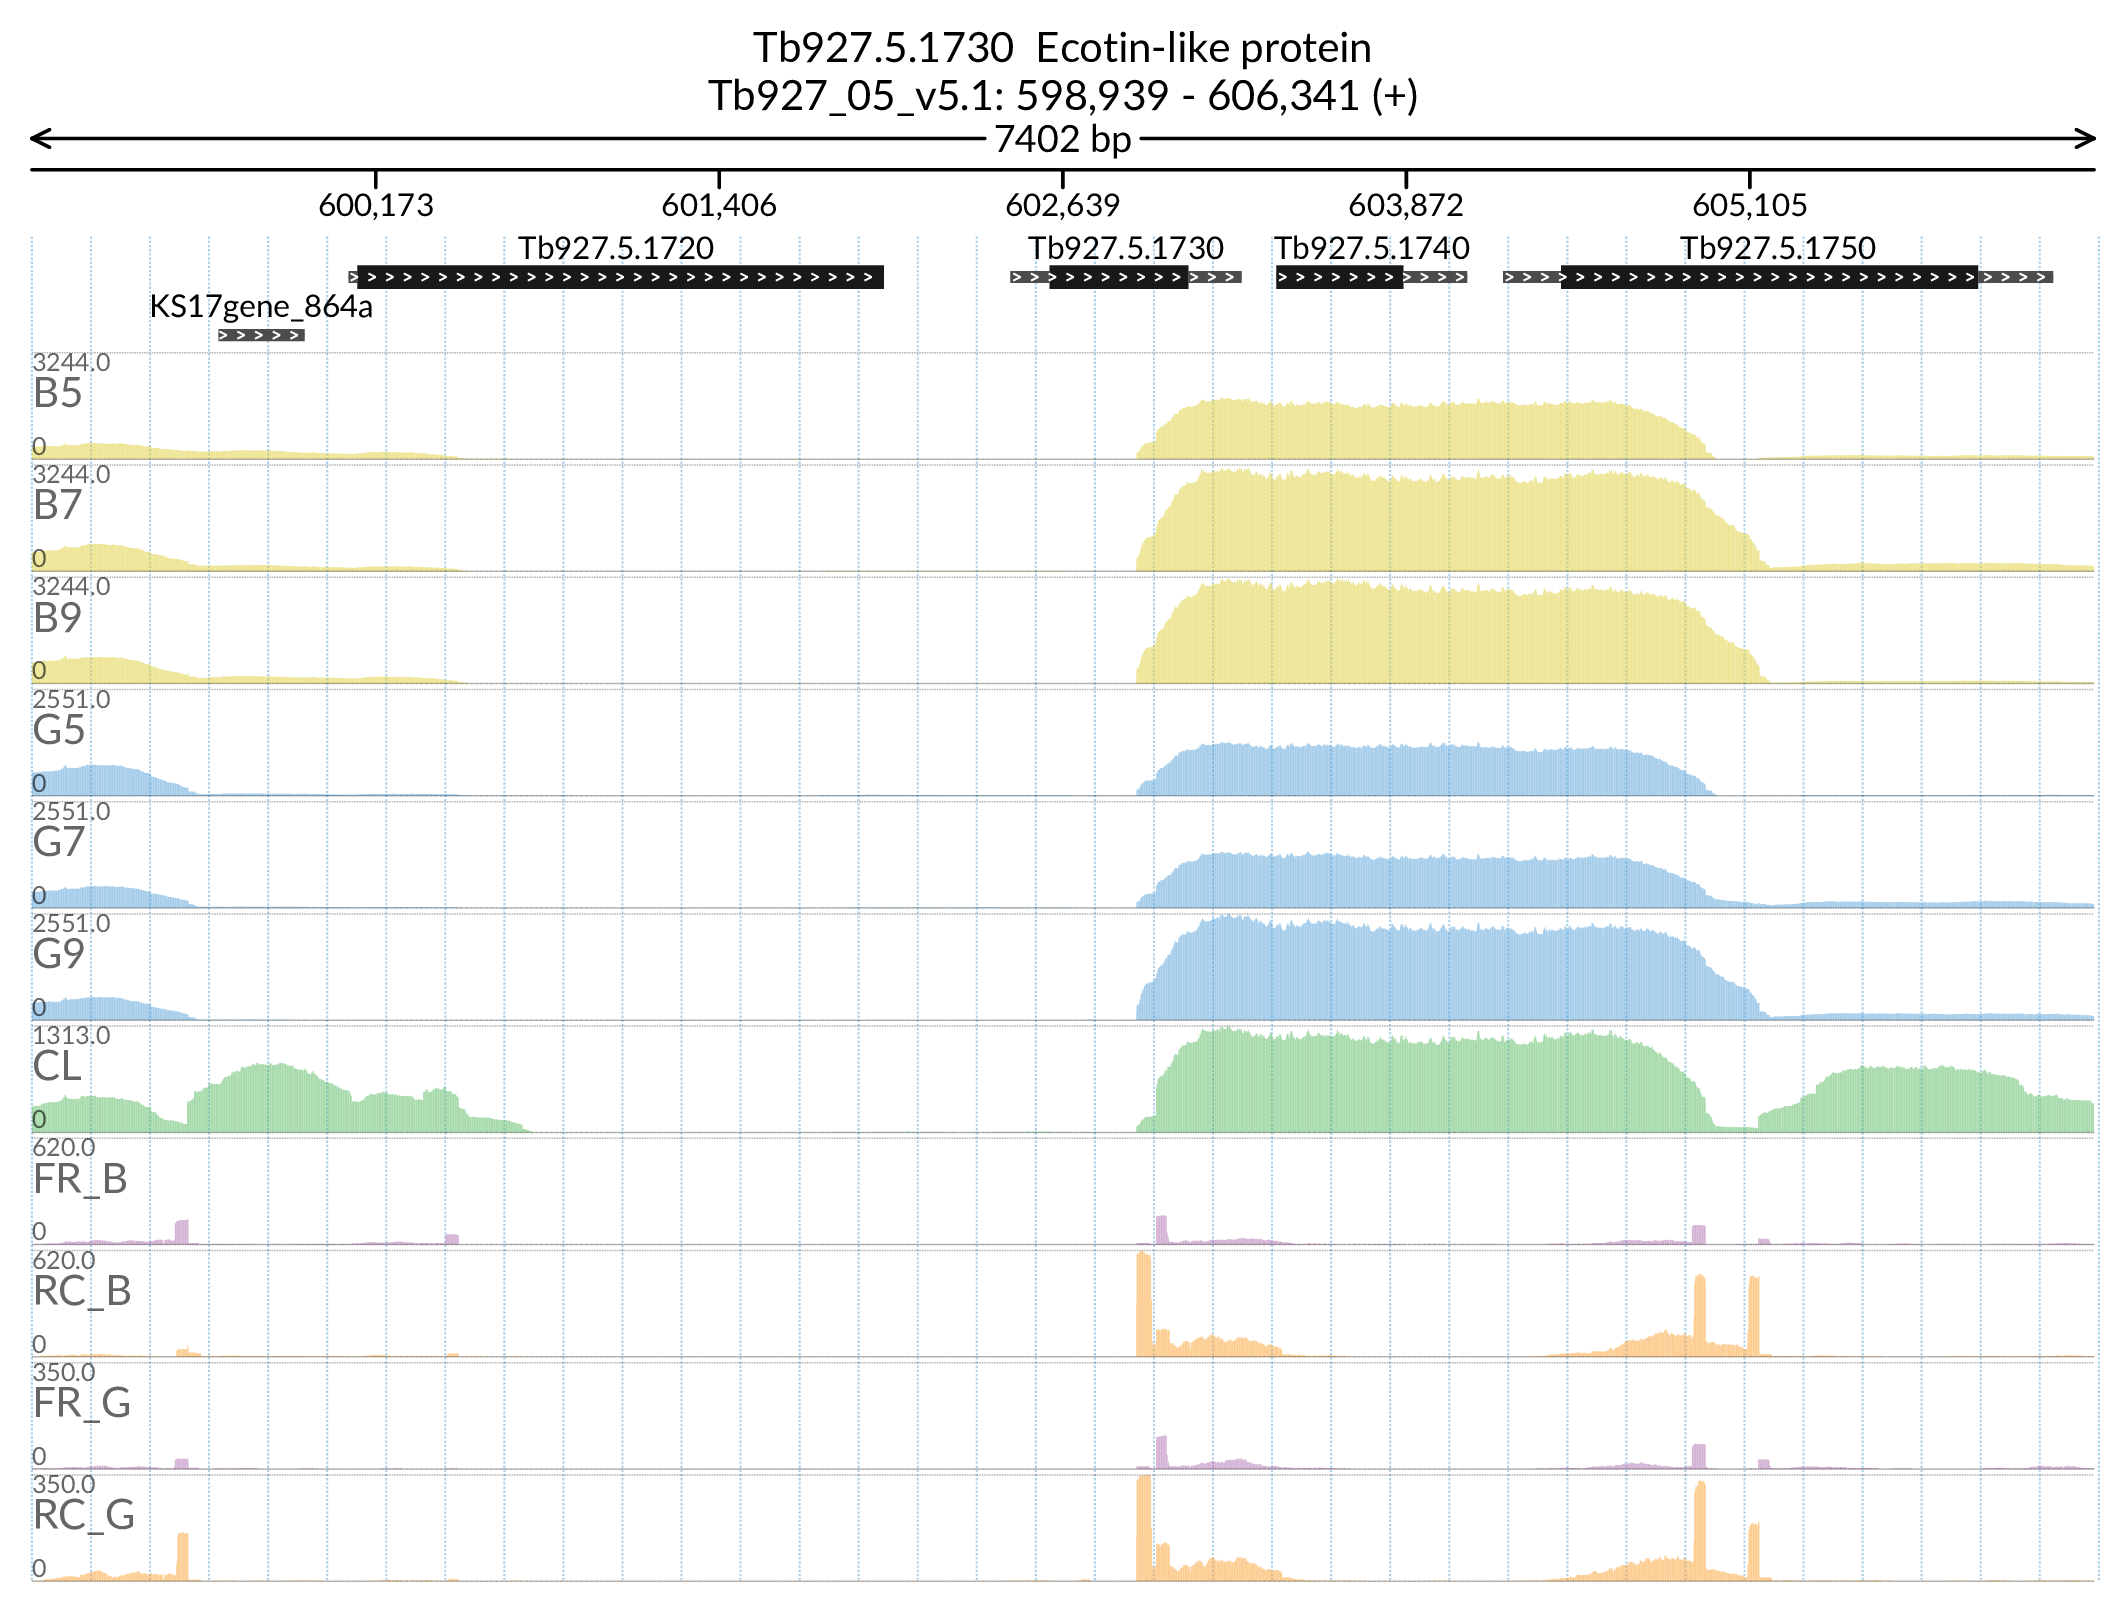 Tb927.5.1730  Ecotin-like protein
Tb927_05_v5.1: 598,939 - 606,341 (+)
7402 bp
600,173 601,406 602,639 603,872 605,105
Tb927.5.1720 Tb927.5.1730 Tb927.5.1740 Tb927.5.1750
KS17gene_864a
3244.0
B5
0
3244.0
B7
0
3244.0
B9
0
2551.0
G5
0
2551.0
G7
0
2551.0
G9
0
1313.0
CL
0
620.0
FR_B
0
620.0
RC_B
0
350.0
FR_G
0
350.0
RC_G
0